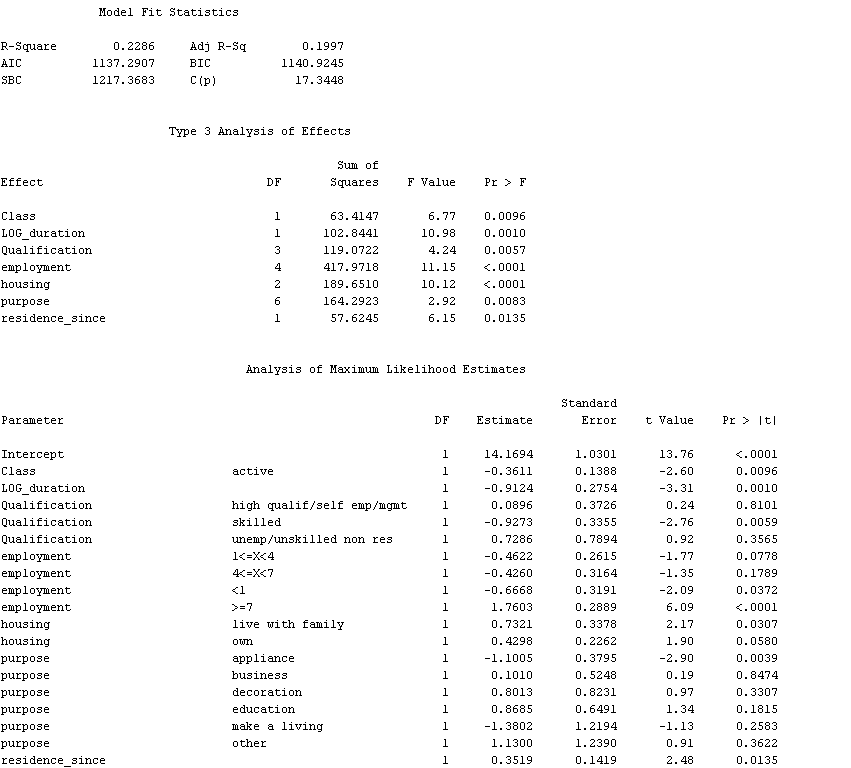 Model Fit Statistics
R-Square 0.2286 Adj R-Sq 0.1997
AIC 1137.2907 BIC 1140.9245
SBC 1217.3683 C(p) 17.3448
Type 3 Analysis of Effects
Sum of
Effect DF Squares F Value Pr > F
Class 1 63.4147 6.77 0.0096
LOG_duration 1 102.8441 10.98 0.0010
Qualification 3 119.0722 4.24 0.0057
employment 4 417.9718 11.15 <.0001
housing 2 189.6510 10.12 <.0001
purpose 6 164.2923 2.92 0.0083
residence_since 1 57.6245 6.15 0.0135
Analysis of Maximum Likelihood Estimates
Standard
Parameter DF Estimate Error t Value Pr > |t|
Intercept 1 14.1694 1.0301 13.76 <.0001
Class active 1 -0.3611 0.1388 -2.60 0.0096
LOG_duration 1 -0.9124 0.2754 -3.31 0.0010
Qualification high qualif/self emp/mgmt 1 0.0896 0.3726 0.24 0.8101
Qualification skilled 1 -0.9273 0.3355 -2.76 0.0059
Qualification unemp/unskilled non res 1 0.7286 0.7894 0.92 0.3565
employment 1<=X<4 1 -0.4622 0.2615 -1.77 0.0778
employment 4<=X<7 1 -0.4260 0.3164 -1.35 0.1789
employment <1 1 -0.6668 0.3191 -2.09 0.0372
employment >=7 1 1.7603 0.2889 6.09 <.0001
housing live with family 1 0.7321 0.3378 2.17 0.0307
housing own 1 0.4298 0.2262 1.90 0.0580
purpose appliance 1 -1.1005 0.3795 -2.90 0.0039
purpose business 1 0.1010 0.5248 0.19 0.8474
purpose decoration 1 0.8013 0.8231 0.97 0.3307
purpose education 1 0.8685 0.6491 1.34 0.1815
purpose make a living 1 -1.3802 1.2194 -1.13 0.2583
purpose other 1 1.1300 1.2390 0.91 0.3622
residence_since 1 0.3519 0.1419 2.48 0.0135